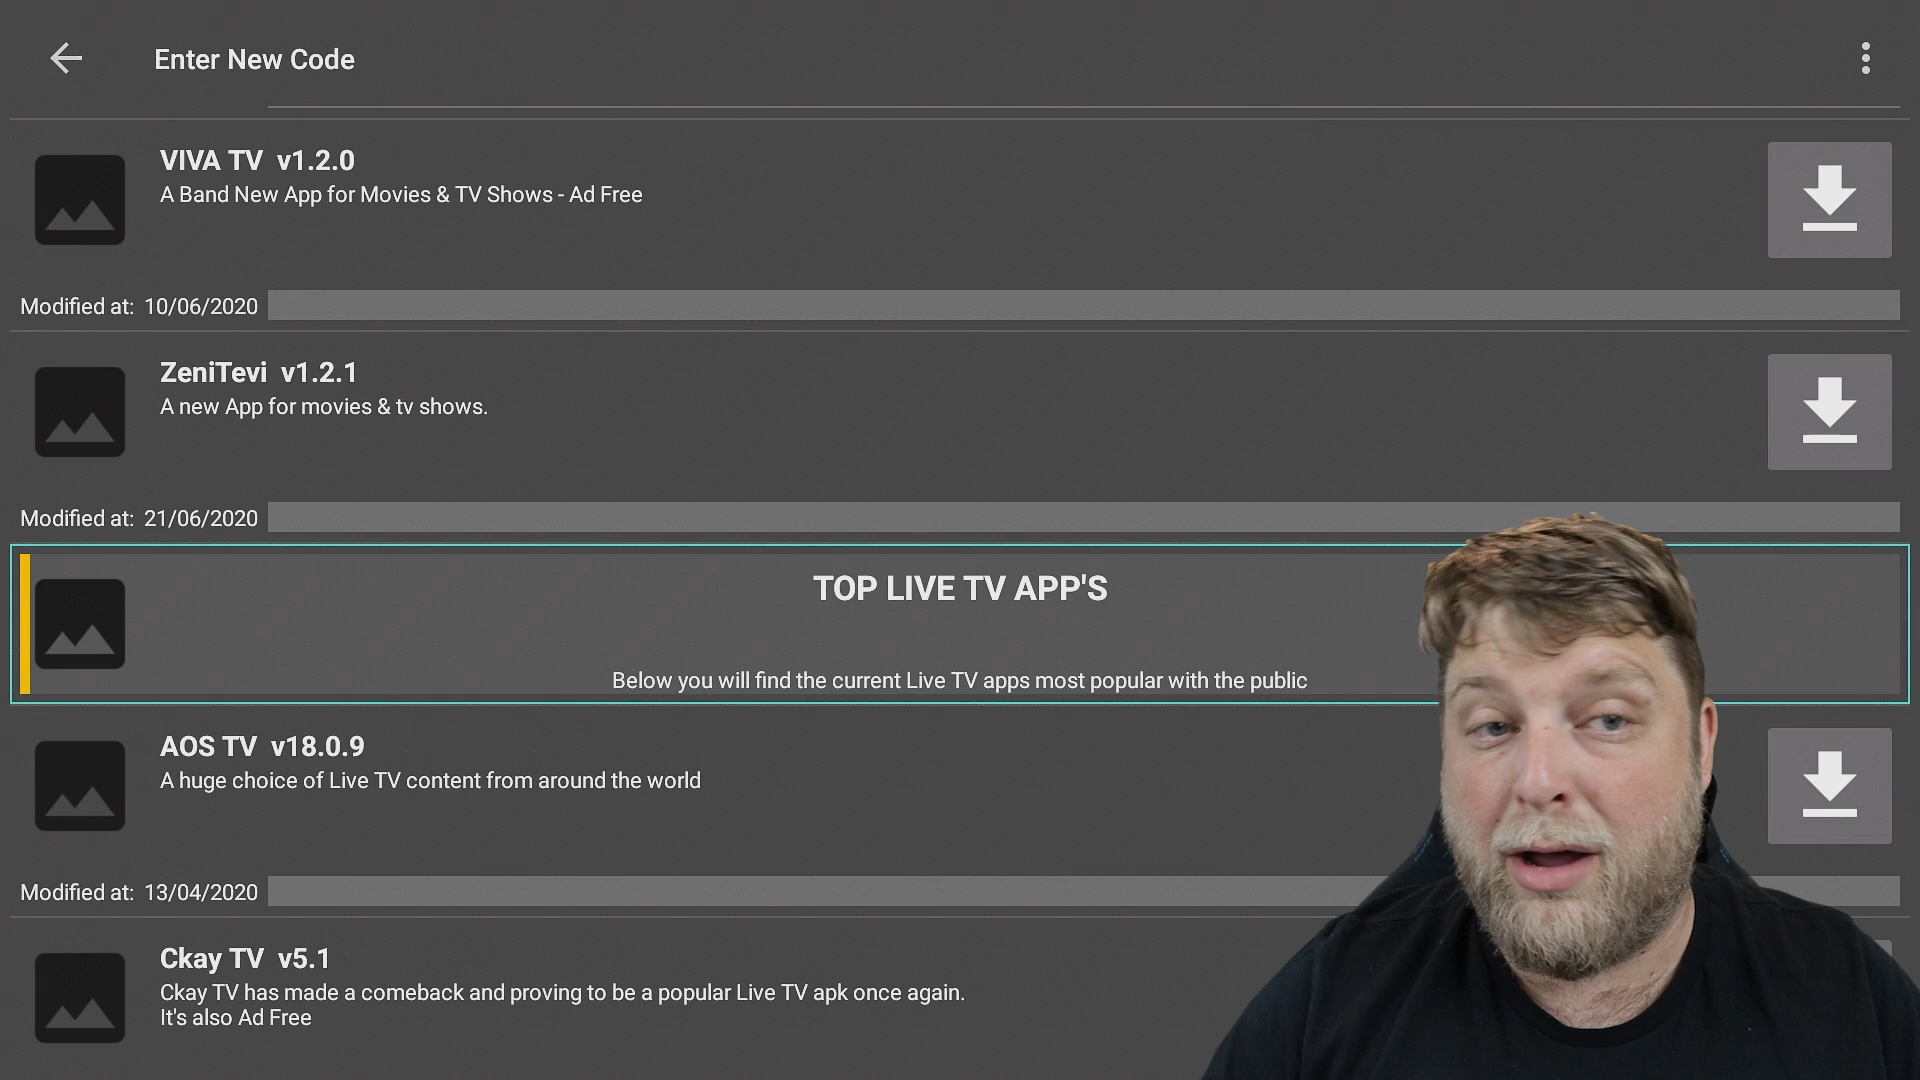 Enter New Code
VIVA TV v1.2.0
A Band New App for Movies & TV Shows - Ad Free
Modified at: 10/06/2020
ZeniTevi v1.2.1
A new App for movies & tv shows.
Modified at: 21/06/2020
TOP LIVE TV APP'S
Below you will find the current Live TV apps most popular with the public
AOS TV v18.0.9
A huge choice of Live TV content from around the world
Modified at: 13/04/2020
Ckay TV v5.1
Ckay TV has made a comeback and proving to be a popular Live TV apk once again.
It's also Ad Free